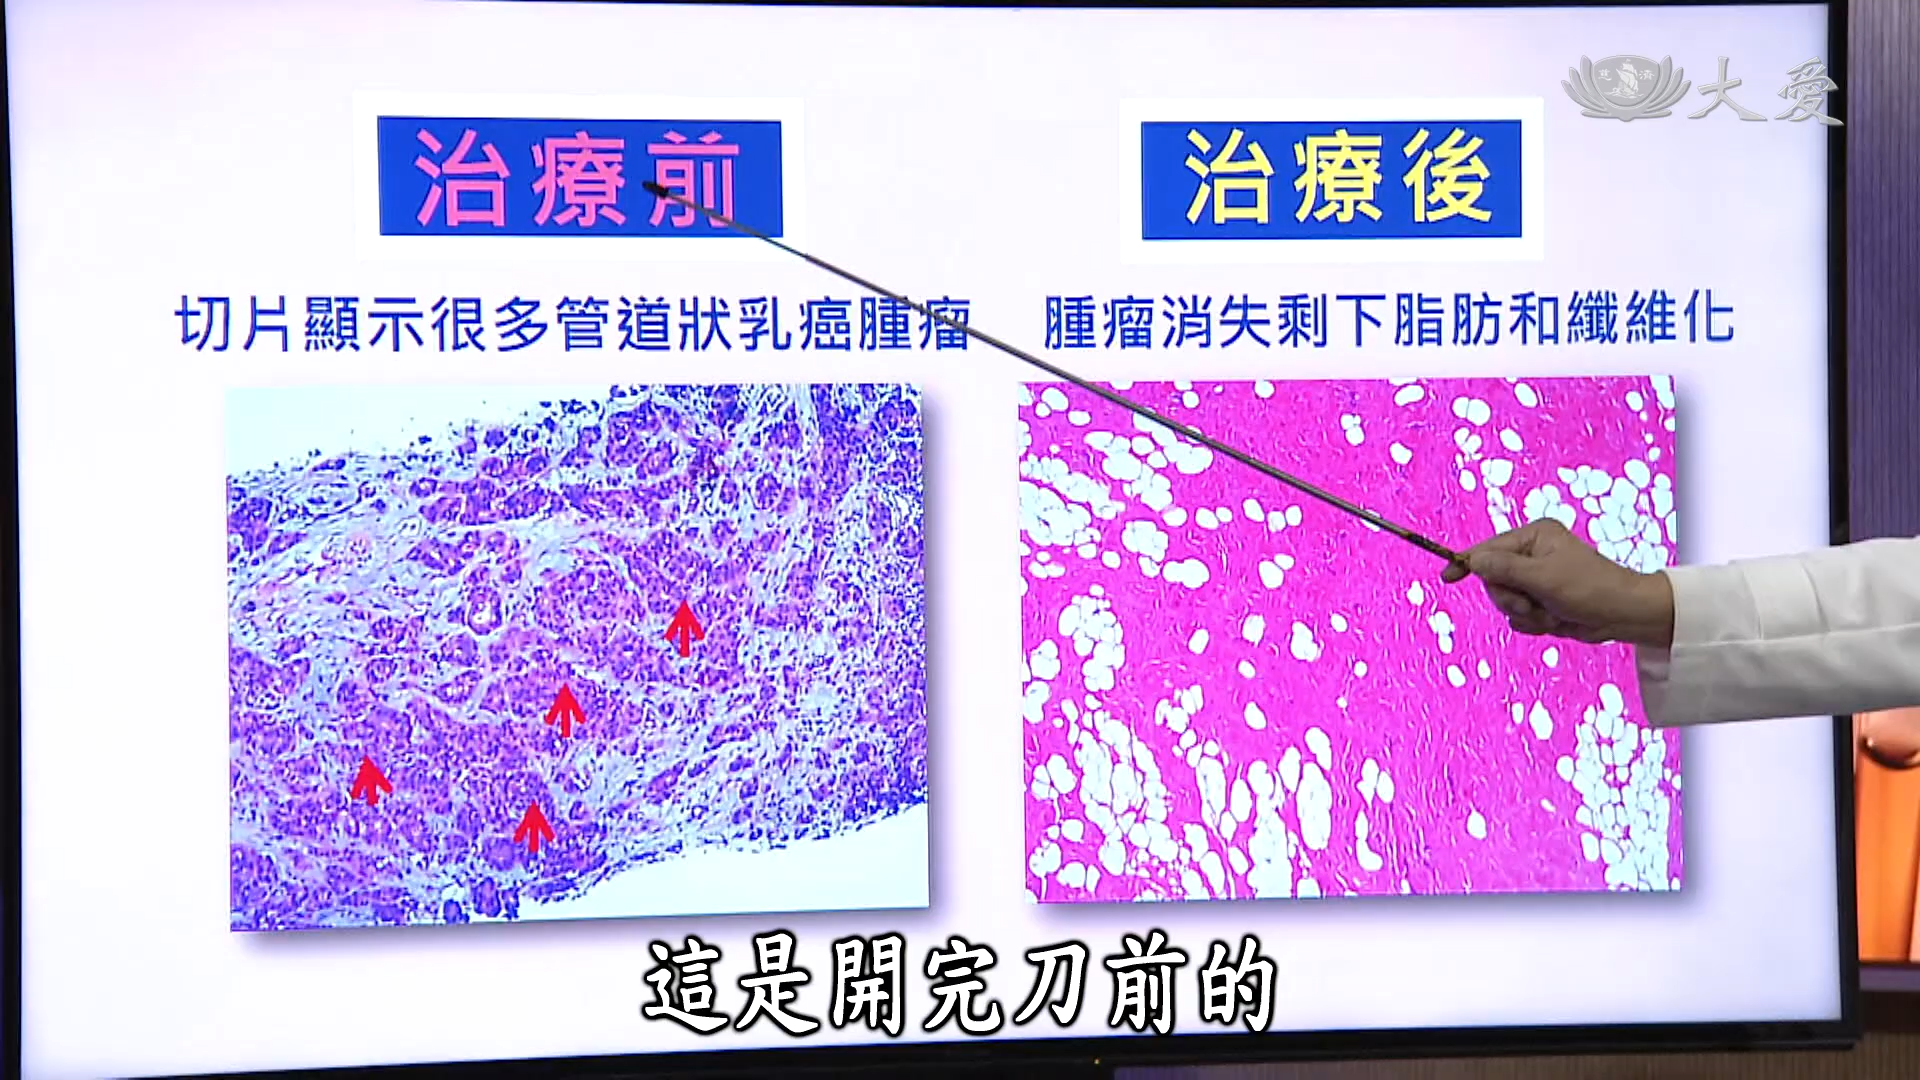 大愛
治療前
治療後
切片顯示很多管道狀乳癌腫瘤
腫瘤消失剩下脂肪和纖維化
這是開完刀前的